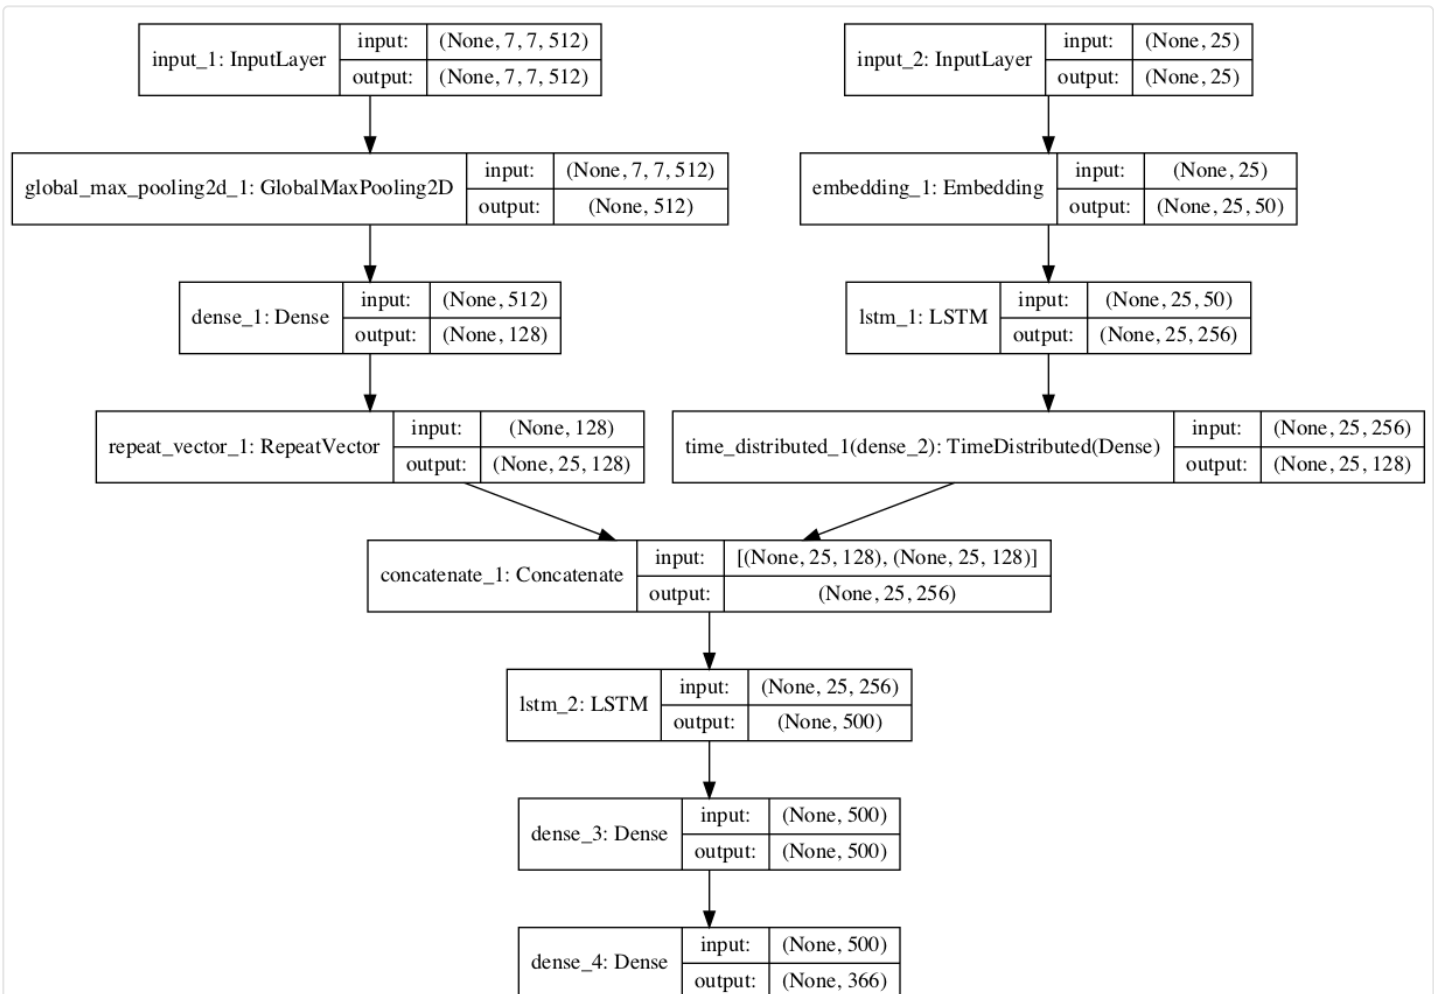 input_1: InputLayer
input: (None, 7, 7, 512)
output: (None, 7, 7, 512)
input_2: InputLayer
input: (None, 25)
output: (None, 25)
global_max_pooling2d_1: GlobalMaxPooling2D
input: (None, 7, 7, 512)
output: (None, 512)
embedding_1: Embedding
input: (None, 25)
output: (None, 25, 50)
dense_1: Dense
input: (None, 512)
output: (None, 128)
lstm_1: LSTM
input: (None, 25, 50)
output: (None, 25, 256)
repeat_vector_1: RepeatVector
input: (None, 128)
output: (None, 25, 128)
time_distributed_1(dense_2): TimeDistributed(Dense)
input: (None, 25, 256)
output: (None, 25, 128)
concatenate_1: Concatenate
input: [(None, 25, 128), (None, 25, 128)]
output: (None, 25, 256)
lstm_2: LSTM
input: (None, 25, 256)
output: (None, 500)
dense_3: Dense
input: (None, 500)
output: (None, 500)
dense_4: Dense
input: (None, 500)
output: (None, 366)